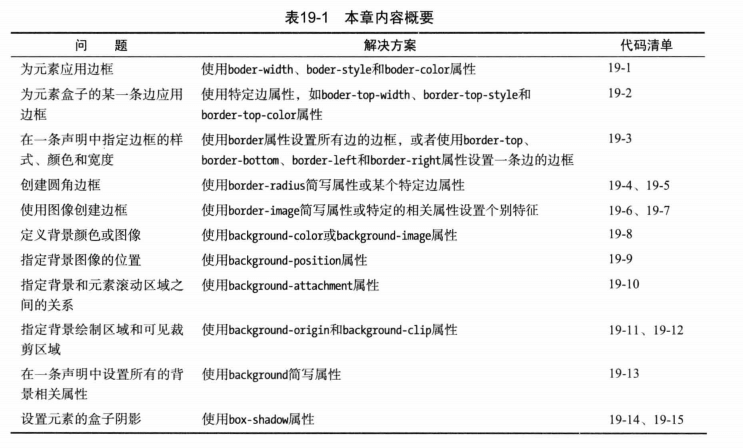 表19-1 本章内容概要
问 题 解决方案 代码清单
为元素应用边框 使用boder-width、boder-style和boder-color属性 19-1
为元素盒子的某一条边应用 使用特定边属性，如boder-top-width、border-top-style和 19-2
边框 border-top-color属性
在一条声明中指定边框的样 使用border属性设置所有边的边框，或者使用border-top、 19-3
式、颜色和宽度 border-bottom、border-left和border-right属性设置一条边的边框
创建圆角边框 使用border-radius简写属性或某个特定边属性 19-4、19-5
使用图像创建边框 使用border-image简写属性或特定的相关属性设置个别特征 19-6、19-7
定义背景颜色或图像 使用background-color或background-image属性 19-8
指定背景图像的位置 使用background-position属性 19-9
指定背景和元素滚动区域之 使用background-attachment属性 19-10
间的关系
指定背景绘制区域和可见裁 使用background-origin和background-clip属性 19-11、19-12
剪区域
在一条声明中设置所有的背 使用background简写属性 19-13
景相关属性
设置元素的盒子阴影 使用box-shadow属性 19-14、19-15